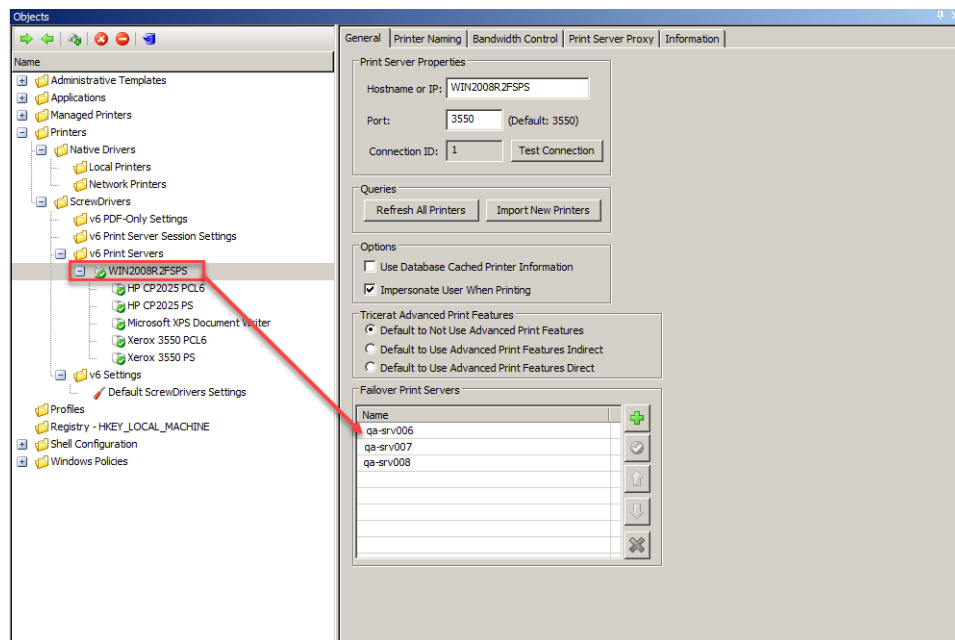 Objects
Name
Administrative Templates
Applications
Managed Printers
Printers
Native Drivers
Local Printers
Network Printers
ScrewDrivers
v6 PDF-Only Settings
v6 Print Server Session Settings
v6 Print Servers
WIN2008R2FSPS
HP CP2025 PCL6
HP CP2025 PS
Microsoft XPS Document Writer
Xerox 3550 PCL6
Xerox 3550 PS
v6 Settings
Default ScrewDrivers Settings
Profiles
Registry - HKEY_LOCAL_MACHINE
Shell Configuration
Windows Policies
General Printer Naming Bandwidth Control Print Server Proxy Information
Print Server Properties
Hostname or IP: WIN2008R2FSPS
Port: 3550 (Default: 3550)
Connection ID: 1 Test Connection
Queries
Refresh All Printers Import New Printers
Options
Use Database Cached Printer Information
Impersonate User When Printing
Tricerat Advanced Print Features
Default to Not Use Advanced Print Features
Default to Use Advanced Print Features Indirect
Default to Use Advanced Print Features Direct
Failover Print Servers
Name
qa-srv006
qa-srv007
qa-srv008